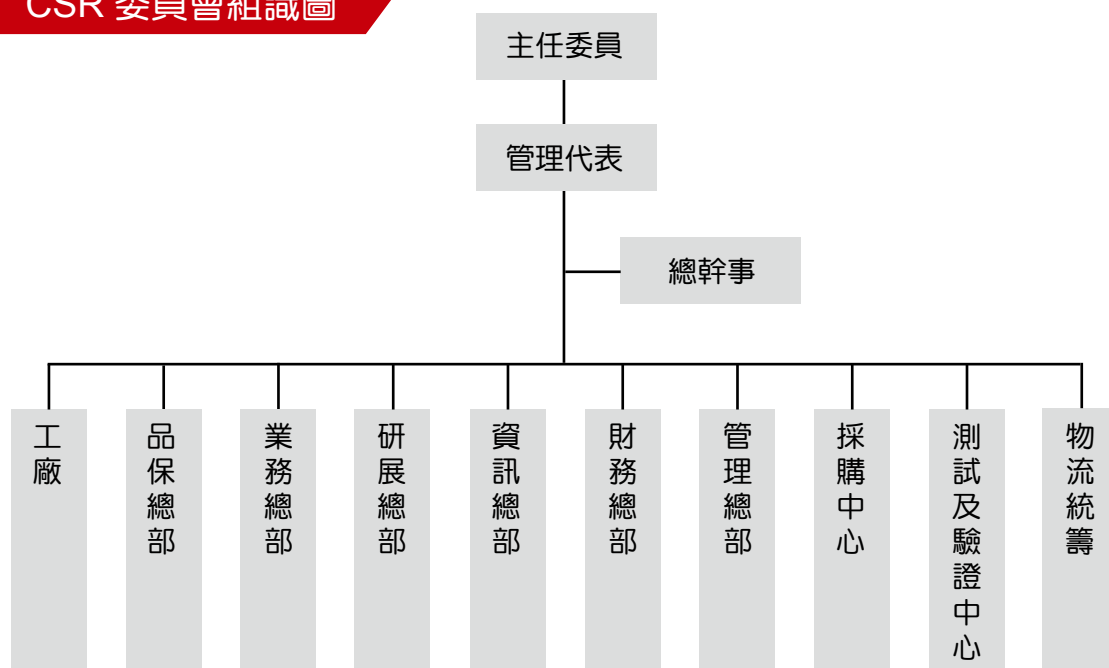 CSR 委員會組織圖
主任委員
管理代表
總幹事
工廠
品保總部
業務總部
研展總部
資訊總部
財務總部
管理總部
採購中心
測試及驗證中心
物流統籌